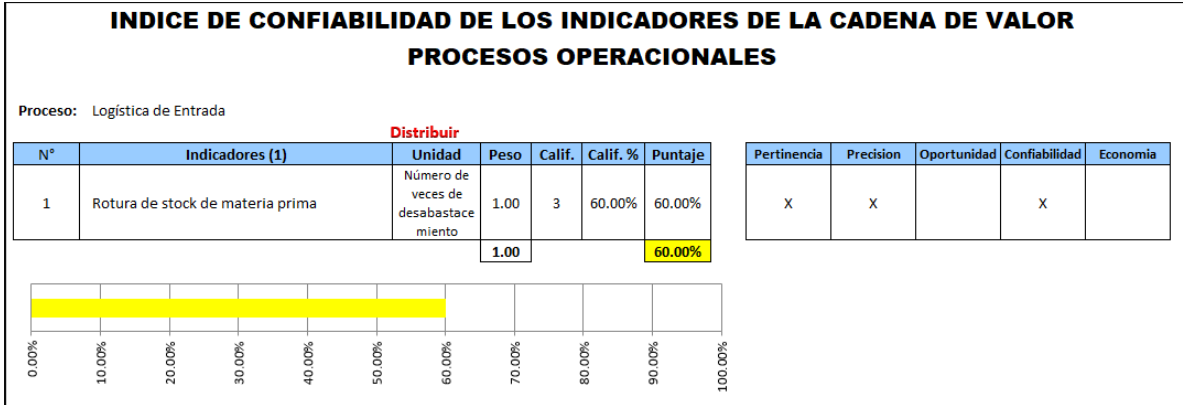 INDICE DE CONFIABILIDAD DE LOS INDICADORES DE LA CADENA DE VALOR
PROCESOS OPERACIONALES
Proceso: Logística de Entrada
Distribuir
N° Indicadores (1) Unidad Peso Calif. Calif. % Puntaje Pertinencia Precision Oportunidad Confiabilidad Economia
1 Rotura de stock de materia prima Número de
veces de
desabastace
miento 1.00 3 60.00% 60.00% X X X
1.00 60.00%
0.00% 10.00% 20.00% 30.00% 40.00% 50.00% 60.00% 70.00% 80.00% 90.00% 100.00%